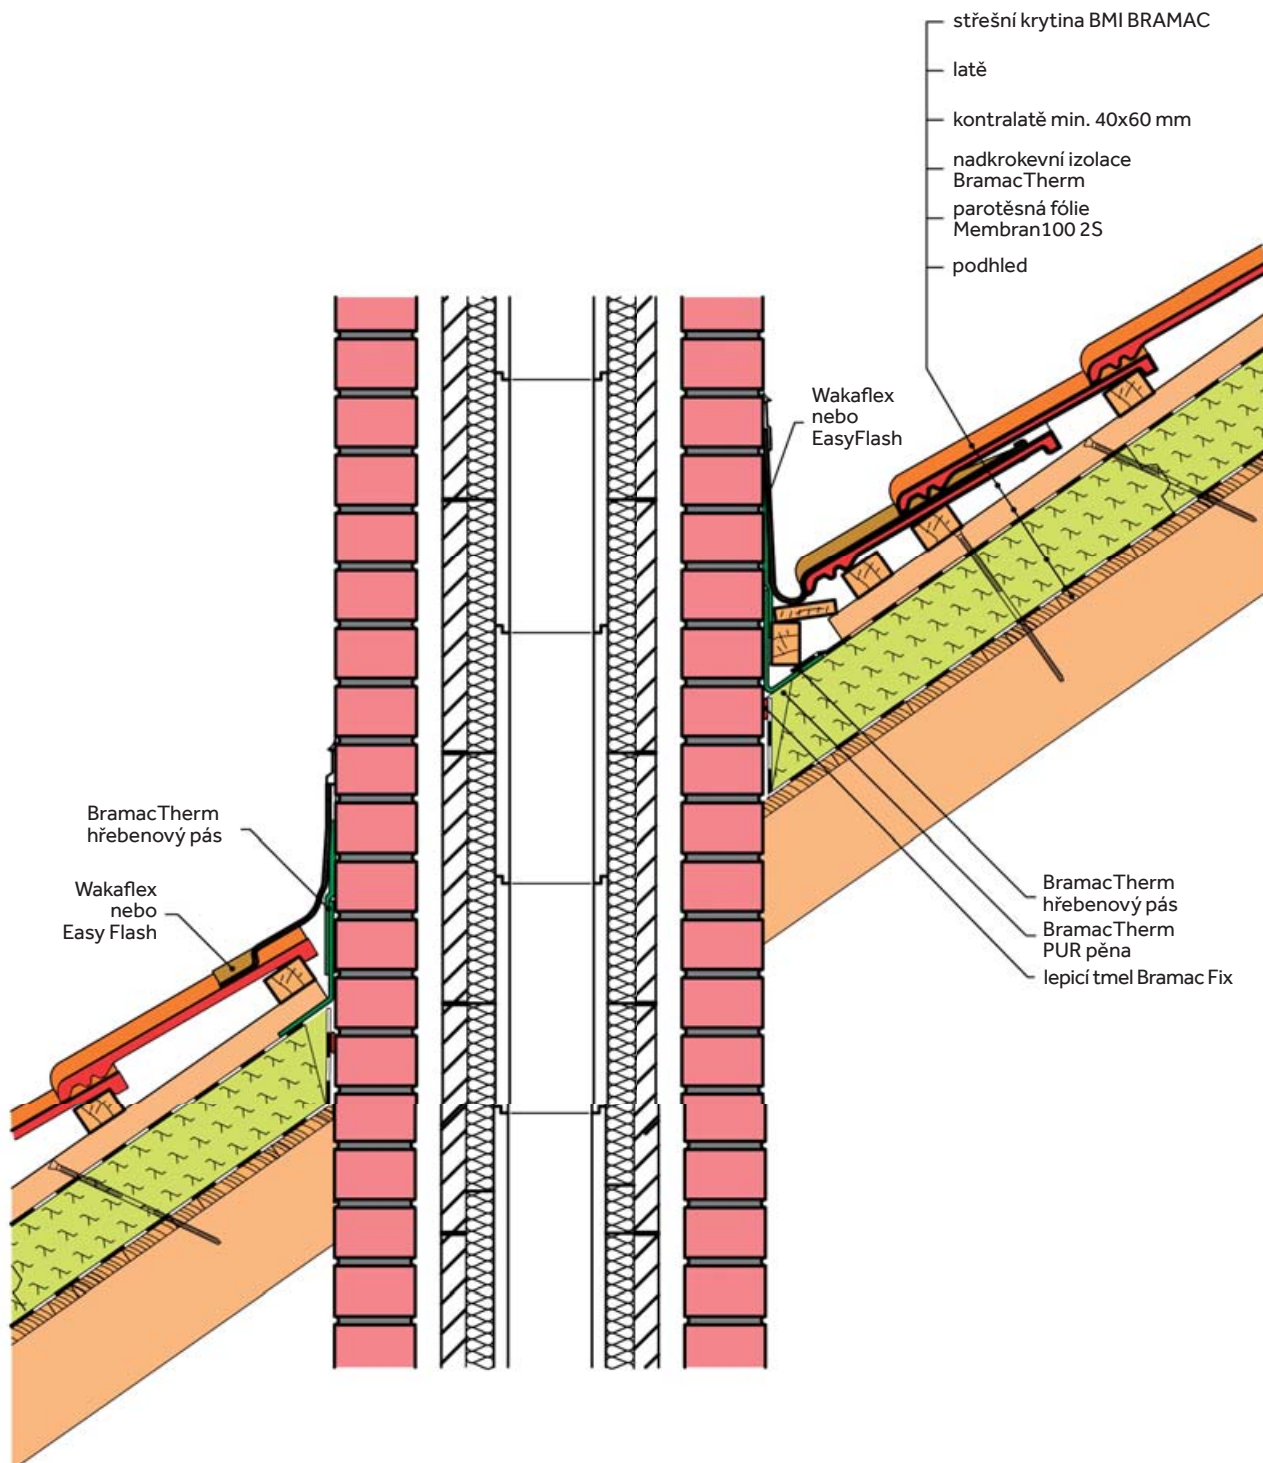 střešní krytina BMI BRAMAC
latě
kontralatě min. 40x60 mm
nadkrokevní izolace
BramacTherm
parotěsná fólie
Membran100 2S
podhled
Wakaflex
nebo
EasyFlash
BramacTherm
hřebenový pás
Wakaflex
nebo
Easy Flash
BramacTherm
hřebenový pás
BramacTherm
PUR pěna
lepicí tmel Bramac Fix